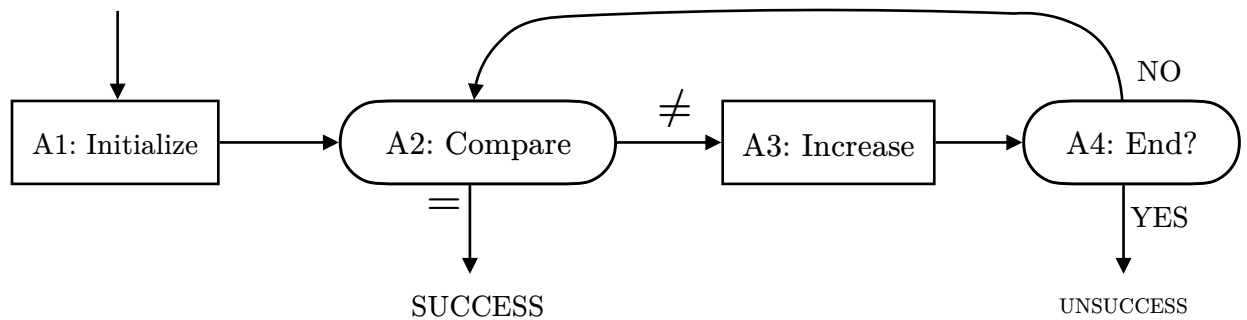 NO
≠
A1: Initialize
A2: Compare
A3: Increase
A4: End?
=
YES
SUCCESS
UNSUCCESS